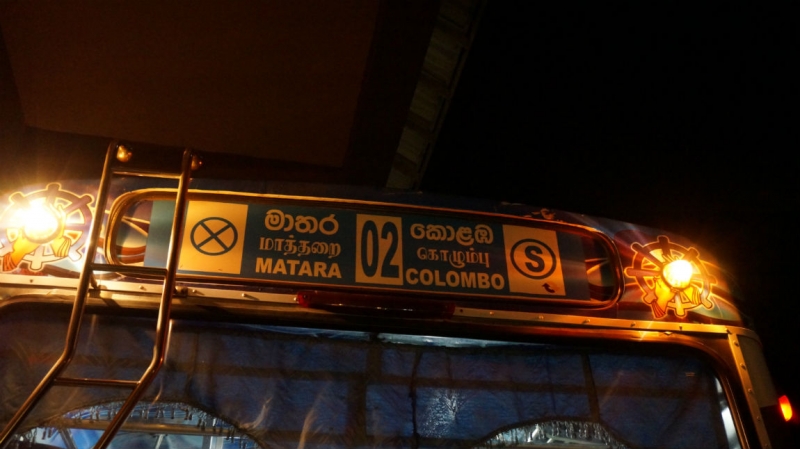 මාතර
மாத்தறை
MATARA
02
කොළඹ
கொழும்பு
COLOMBO
S